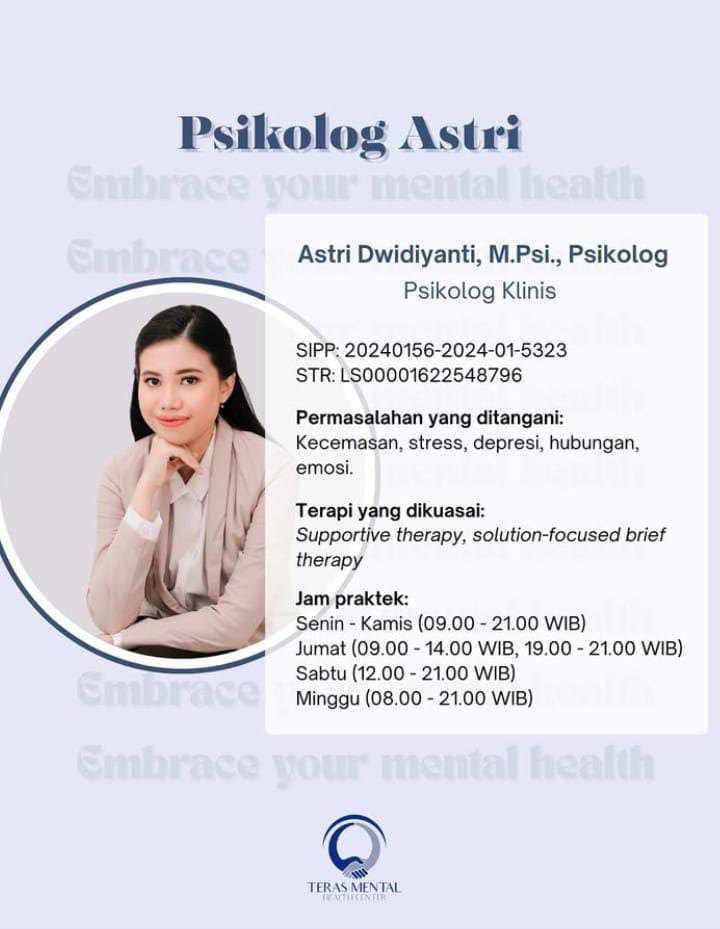 Psikolog Astri
Embrace your mental health
Embrace
Astri Dwidiyanti, M.Psi., Psikolog
Psikolog Klinis
SIPP: 20240156-2024-01-5323
STR: LS00001622548796
Permasalahan yang ditangani:
Kecemasan, stress, depresi, hubungan,
emosi.
Terapi yang dikuasai:
Supportive therapy, solution-focused brief
therapy
Jam praktek:
Senin - Kamis (09.00 - 21.00 WIB)
Jumat (09.00 - 14.00 WIB, 19.00 - 21.00 WIB)
Sabtu (12.00 - 21.00 WIB)
Minggu (08.00 - 21.00 WIB)
Embrace
Embrace your mental health
TERAS MENTAL
HEALTH CENTER